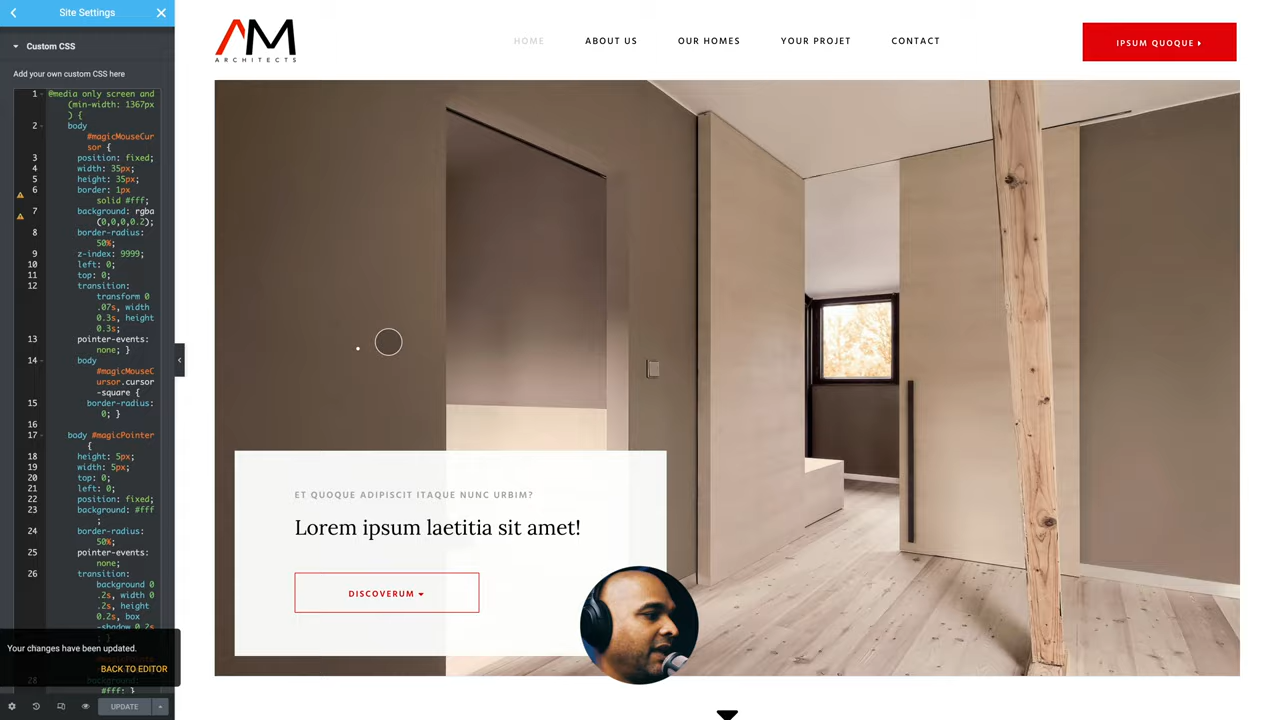 Site Settings
Custom CSS
Add your own custom CSS here
1 @media only screen and
(min-width: 1367px
) {
2 body
#magicMouseCur
sor {
3 position: fixed;
4 width: 35px;
5 height: 35px;
6 border: 1px
solid #fff;
7 background: rgba
(0,0,0,0.2);
8 border-radius:
50%;
9 z-index: 9999;
10 left: 0;
11 top: 0;
12 transition:
transform 0
.07s, width
0.3s, height
0.3s;
13 pointer-events:
none; }
14 body
#magicMouseC
ursor.cursor
-square {
15 border-radius:
0; }
16
17 body #magicPointer
{
18 height: 5px;
19 width: 5px;
20 top: 0;
21 left: 0;
22 position: fixed;
23 background: #fff
;
24 border-radius:
50%;
25 pointer-events:
none;
26 transition:
background 0
.2s, width 0
.2s, height
0.2s, box
-shadow 0.2s
28 #fff; }
Your changes have been updated.
BACK TO EDITOR
UPDATE
AM
ARCHITECTS
HOME
ABOUT US
OUR HOMES
YOUR PROJET
CONTACT
IPSUM QUOQUE
ET QUOQUE ADIPISCIT ITAQUE NUNC URBIM?
Lorem ipsum laetitia sit amet!
DISCOVERUM